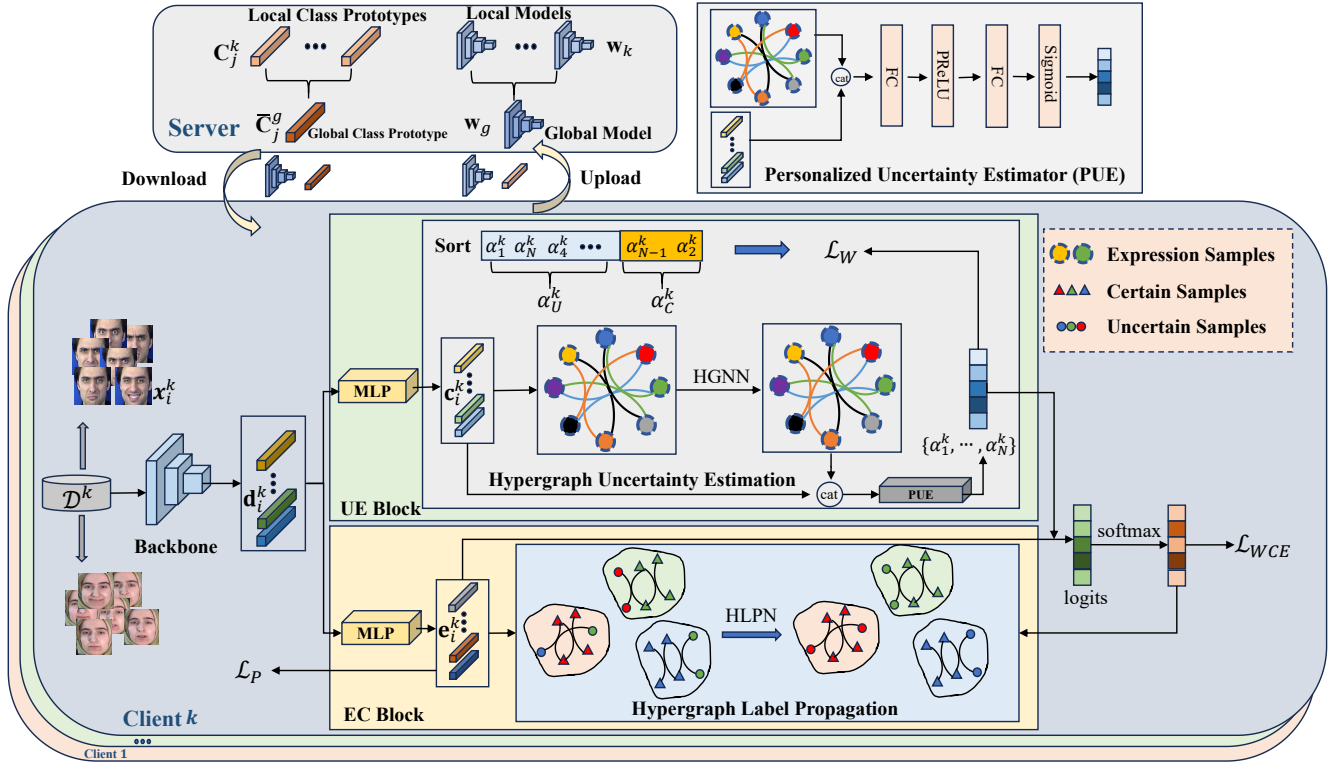 Local Class Prototypes
Local Models
C_j^k
w_k
C̅_j^g
Global Class Prototype
w_g
Global Model
Server
Download
Upload
cat
FC
PReLU
FC
Sigmoid
Personalized Uncertainty Estimator (PUE)
Sort
α_1^k α_N^k α_4^k ••• α_{N-1}^k α_2^k
α_U^k
α_C^k
ℒ_W
Expression Samples
Certain Samples
Uncertain Samples
x_i^k
𝒟^k
Backbone
d_i^k
MLP
c_i^k
HGNN
{α_1^k, ⋯, α_N^k}
Hypergraph Uncertainty Estimation
cat
PUE
UE Block
MLP
e_i^k
HLPN
Hypergraph Label Propagation
EC Block
ℒ_P
logits
softmax
ℒ_{WCE}
Client k
Client 1